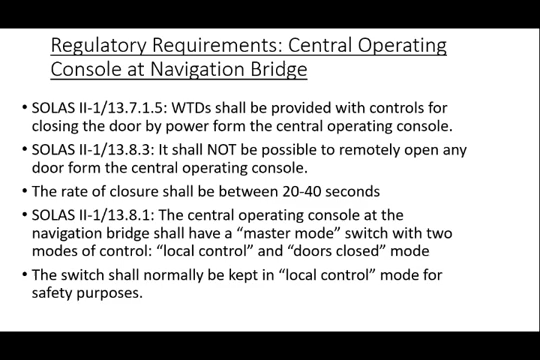 Regulatory Requirements: Central Operating
Console at Navigation Bridge
• SOLAS II-1/13.7.1.5: WTDs shall be provided with controls for
closing the door by power form the central operating console.
• SOLAS II-1/13.8.3: It shall NOT be possible to remotely open any
door form the central operating console.
• The rate of closure shall be between 20-40 seconds
• SOLAS II-1/13.8.1: The central operating console at the
navigation bridge shall have a “master mode” switch with two
modes of control: “local control” and “doors closed” mode
• The switch shall normally be kept in “local control” mode for
safety purposes.